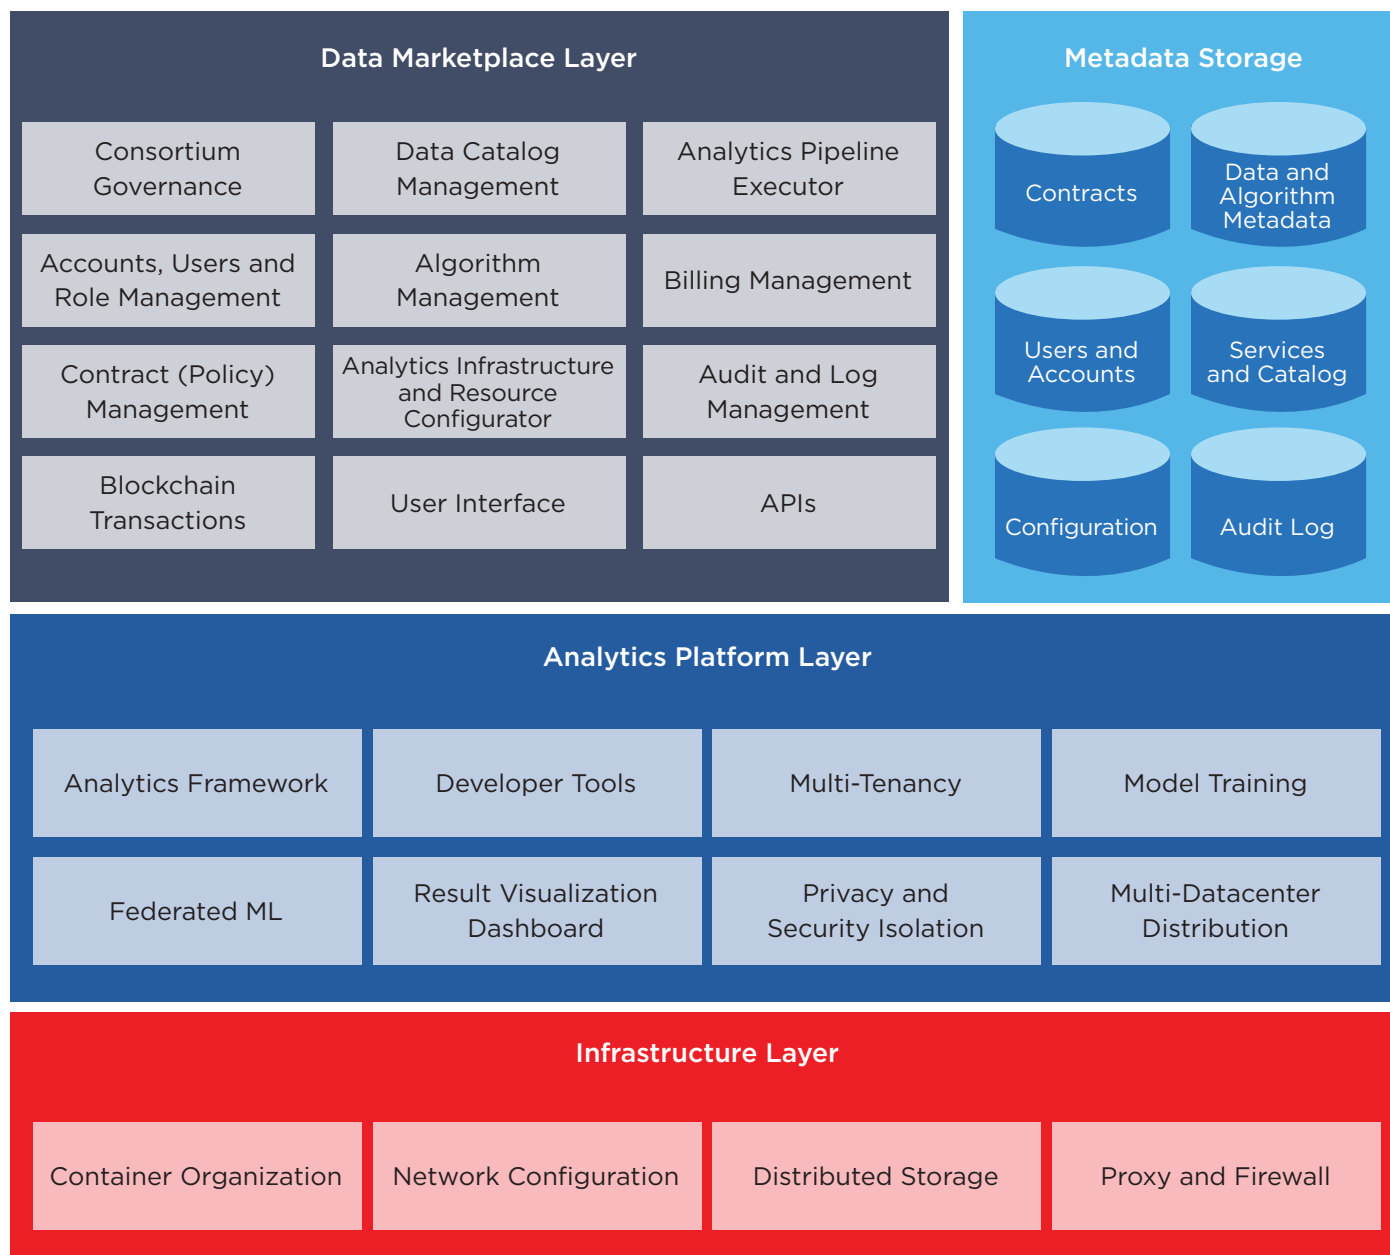 Data Marketplace Layer
Consortium
Governance
Data Catalog
Management
Analytics Pipeline
Executor
Accounts, Users and
Role Management
Algorithm
Management
Billing Management
Contract (Policy)
Management
Analytics Infrastructure
and Resource
Configurator
Audit and Log
Management
Blockchain
Transactions
User Interface
APIs
Metadata Storage
Contracts
Data and
Algorithm
Metadata
Users and
Accounts
Services
and Catalog
Configuration
Audit Log
Analytics Platform Layer
Analytics Framework
Developer Tools
Multi-Tenancy
Model Training
Federated ML
Result Visualization
Dashboard
Privacy and
Security Isolation
Multi-Datacenter
Distribution
Infrastructure Layer
Container Organization
Network Configuration
Distributed Storage
Proxy and Firewall